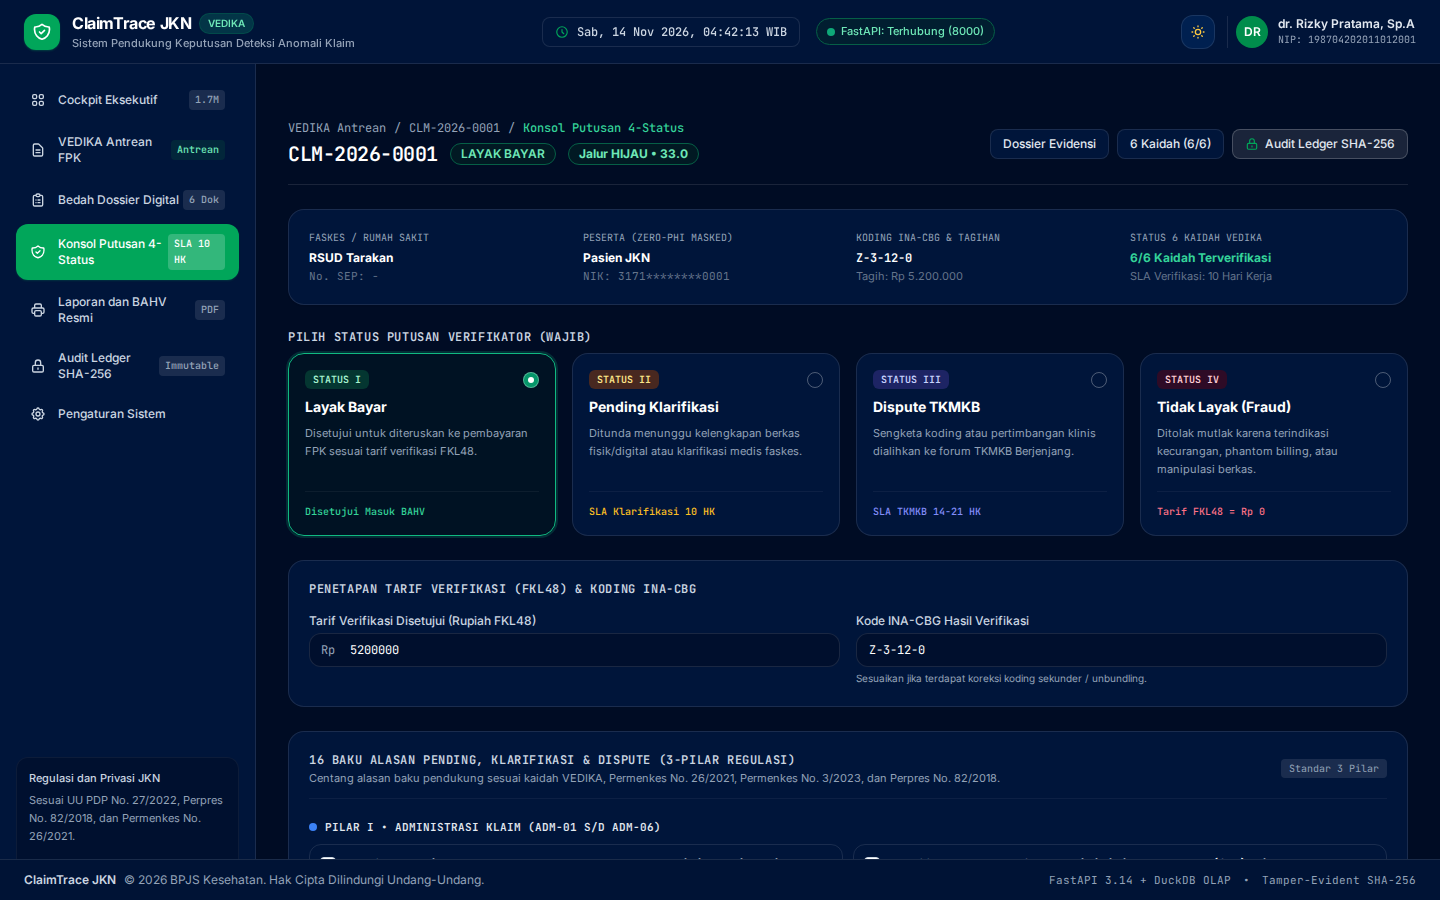 ClaimTrace JKN
VEDIKA
Sistem Pendukung Keputusan Deteksi Anomali Klaim
Sab, 14 Nov 2026, 04:42:13 WIB
FastAPI: Terhubung (8000)
DR
dr. Rizky Pratama, Sp.A
NIP: 198704202011012001
Cockpit Eksekutif
1.7M
VEDIKA Antrean
FPK
Antrean
Bedah Dossier Digital
6 Dok
Konsol Putusan 4-
Status
SLA 10
HK
Laporan dan BAHV
Resmi
PDF
Audit Ledger
SHA-256
Immutable
Pengaturan Sistem
Regulasi dan Privasi JKN
Sesuai UU PDP No. 27/2022, Perpres
No. 82/2018, dan Permenkes No.
26/2021.
VEDIKA Antrean / CLM-2026-0001 / Konsol Putusan 4-Status
CLM-2026-0001
LAYAK BAYAR
Jalur HIJAU • 33.0
Dossier Evidensi
6 Kaidah (6/6)
Audit Ledger SHA-256
FASKES / RUMAH SAKIT
RSUD Tarakan
No. SEP: -
PESERTA (ZERO-PHI MASKED)
Pasien JKN
NIK: 3171********0001
KODING INA-CBG & TAGIHAN
Z-3-12-0
Tagih: Rp 5.200.000
STATUS 6 KAIDAH VEDIKA
6/6 Kaidah Terverifikasi
SLA Verifikasi: 10 Hari Kerja
PILIH STATUS PUTUSAN VERIFIKATOR (WAJIB)
STATUS I
Layak Bayar
Disetujui untuk diteruskan ke pembayaran
FPK sesuai tarif verifikasi FKL48.
Disetujui Masuk BAHV
STATUS II
Pending Klarifikasi
Ditunda menunggu kelengkapan berkas
fisik/digital atau klarifikasi medis faskes.
SLA Klarifikasi 10 HK
STATUS III
Dispute TKMKB
Sengketa koding atau pertimbangan klinis
dialihkan ke forum TKMKB Berjenjang.
SLA TKMKB 14-21 HK
STATUS IV
Tidak Layak (Fraud)
Ditolak mutlak karena terindikasi
kecurangan, phantom billing, atau
manipulasi berkas.
Tarif FKL48 = Rp 0
PENETAPAN TARIF VERIFIKASI (FKL48) & KODING INA-CBG
Tarif Verifikasi Disetujui (Rupiah FKL48)
Rp 5200000
Kode INA-CBG Hasil Verifikasi
Z-3-12-0
Sesuaikan jika terdapat koreksi koding sekunder / unbundling.
16 BAKU ALASAN PENDING, KLARIFIKASI & DISPUTE (3-PILAR REGULASI)
Centang alasan baku pendukung sesuai kaidah VEDIKA, Permenkes No. 26/2021, Permenkes No. 3/2023, dan Perpres No. 82/2018.
Standar 3 Pilar
PILAR I • ADMINISTRASI KLAIM (ADM-01 S/D ADM-06)
ClaimTrace JKN © 2026 BPJS Kesehatan. Hak Cipta Dilindungi Undang-Undang.
FastAPI 3.14 + DuckDB OLAP • Tamper-Evident SHA-256